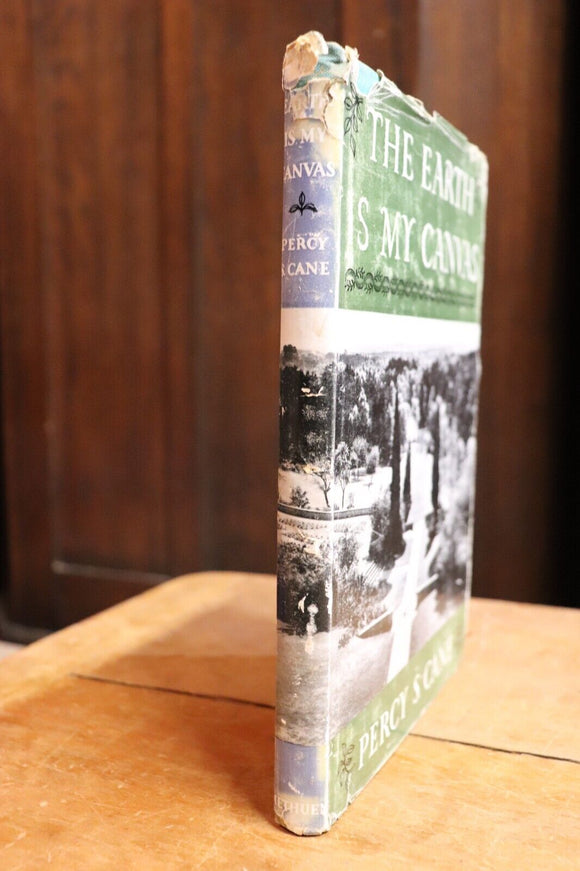 EARTH
IS MY
CANVAS
PERCY
S. CANE
METHUEN
THE EARTH
IS MY CANVAS
PERCY S CANE